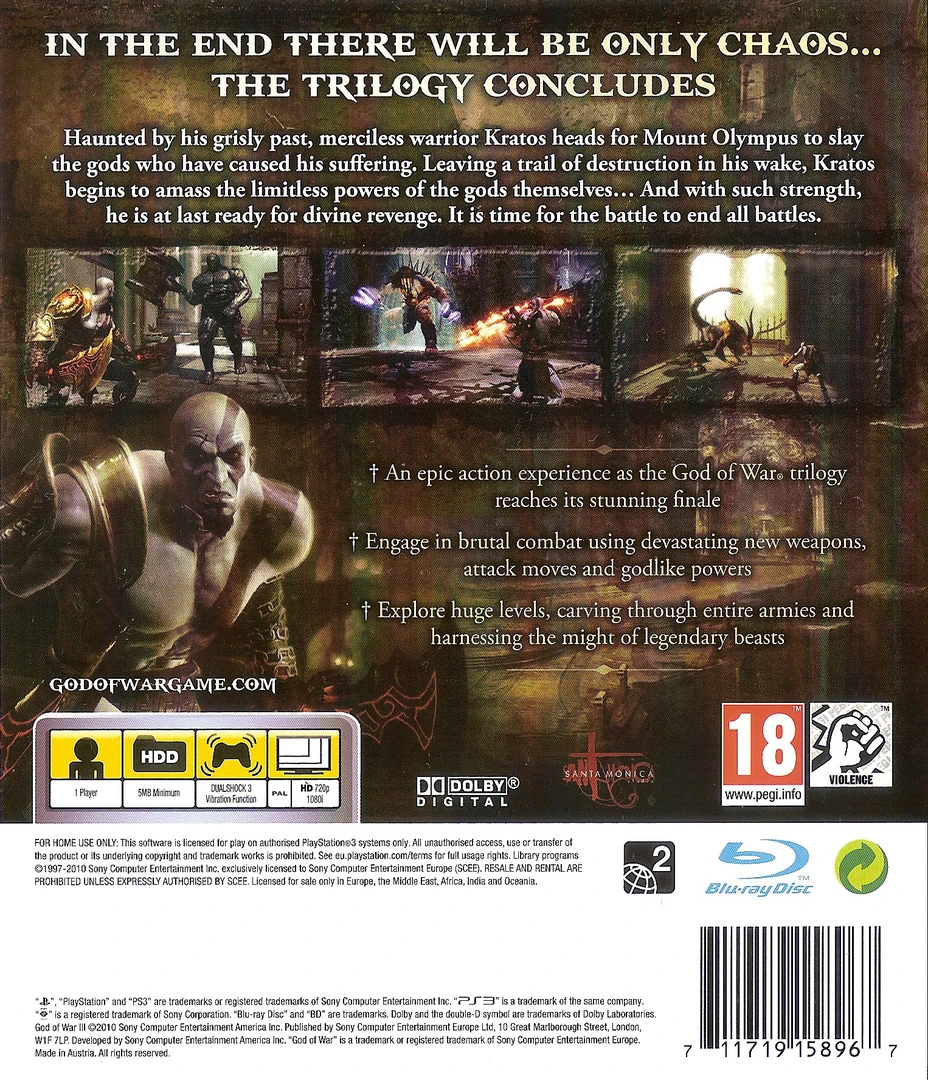 IN THE END THERE WILL BE ONLY CHAOS...
THE TRILOGY CONCLUDES
Haunted by his grisly past, merciless warrior Kratos heads for Mount Olympus to slay
the gods who have caused his suffering. Leaving a trail of destruction in his wake, Kratos
begins to amass the limitless powers of the gods themselves... And with such strength,
he is at last ready for divine revenge. It is time for the battle to end all battles.
† An epic action experience as the God of War® trilogy
reaches its stunning finale
† Engage in brutal combat using devastating new weapons,
attack moves and godlike powers
† Explore huge levels, carving through entire armies and
harnessing the might of legendary beasts
GODOFWARGAME.COM
HDD
1 Player
5MB Minimum
DUALSHOCK 3
Vibration Function
PAL
HD 720p
1080i
DOLBY®
DIGITAL
SANTA MONICA
STUDIO
18™
www.pegi.info
™
VIOLENCE
FOR HOME USE ONLY: This software is licensed for play on authorised PlayStation®3 systems only. All unauthorised access, use or transfer of
the product or its underlying copyright and trademark works is prohibited. See eu.playstation.com/terms for full usage rights. Library programs
©1997-2010 Sony Computer Entertainment Inc. exclusively licensed to Sony Computer Entertainment Europe (SCEE). RESALE AND RENTAL ARE
PROHIBITED UNLESS EXPRESSLY AUTHORISED BY SCEE. Licensed for sale only in Europe, the Middle East, Africa, India and Oceania.
2
Blu-ray Disc™
“ ”, “PlayStation” and “PS3” are trademarks or registered trademarks of Sony Computer Entertainment Inc. “PS3” is a trademark of the same company.
“ ” is a registered trademark of Sony Corporation. “Blu-ray Disc” and “BD” are trademarks. Dolby and the double-D symbol are trademarks of Dolby Laboratories.
God of War III ©2010 Sony Computer Entertainment America Inc. Published by Sony Computer Entertainment Europe Ltd, 10 Great Marlborough Street, London,
W1F 7LP. Developed by Sony Computer Entertainment America Inc. “God of War” is a trademark or registered trademark of Sony Computer Entertainment Europe.
Made in Austria. All rights reserved.
7 11719 15896 7